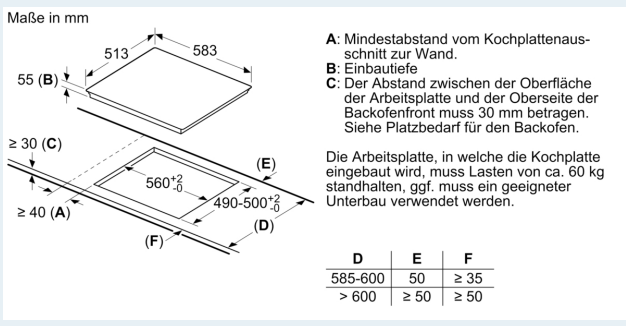 Maße in mm
513
583
55 (B)
≥ 30 (C)
(E)
560+2-0
490-500+2-0
≥ 40 (A)
(D)
(F)
A: Mindestabstand vom Kochplattenaus-
schnitt zur Wand.
B: Einbautiefe
C: Der Abstand zwischen der Oberfläche
der Arbeitsplatte und der Oberseite der
Backofenfront muss 30 mm betragen.
Siehe Platzbedarf für den Backofen.
Die Arbeitsplatte, in welche die Kochplatte
eingebaut wird, muss Lasten von ca. 60 kg
standhalten, ggf. muss ein geeigneter
Unterbau verwendet werden.
D E F
585-600 50 ≥ 35
> 600 ≥ 50 ≥ 50